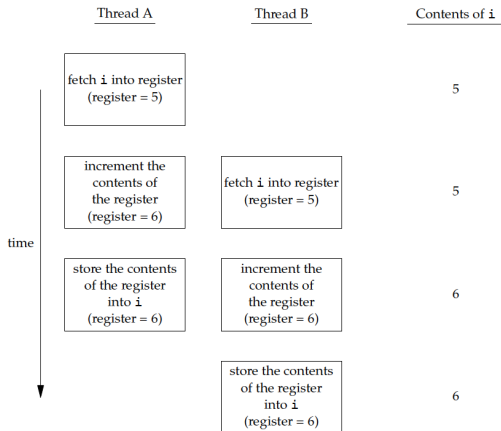 Thread A
Thread B
Contents of i
fetch i into register
(register = 5)
5
increment the
contents of
the register
(register = 6)
fetch i into register
(register = 5)
5
time
store the contents
of the register
into i
(register = 6)
increment the
contents of
the register
(register = 6)
6
store the contents
of the register
into i
(register = 6)
6